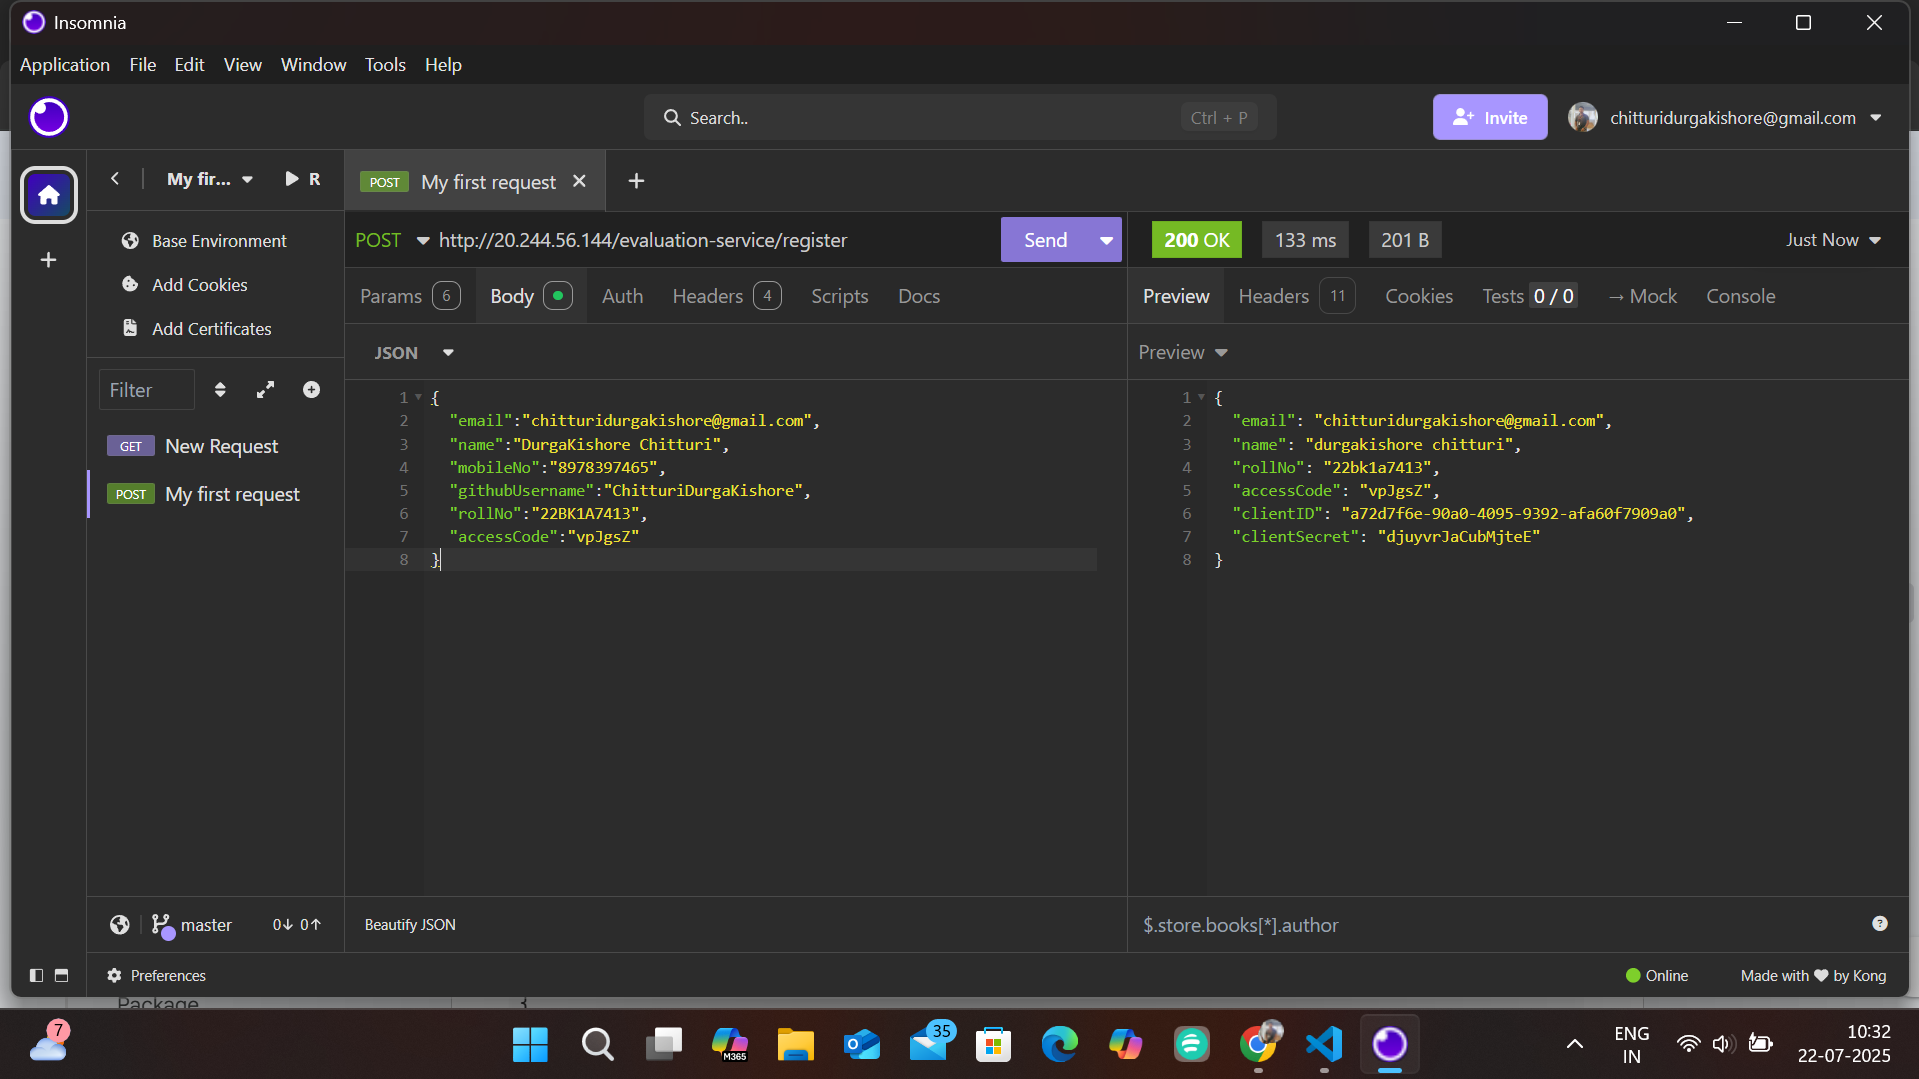 Insomnia
Application File Edit View Window Tools Help
Search.. Ctrl + P
Invite
chitturidurgakishore@gmail.com
My fir... R
POST My first request
Base Environment
Add Cookies
Add Certificates
Filter
GET New Request
POST My first request
POST http://20.244.56.144/evaluation-service/register Send
200 OK 133 ms 201 B Just Now
Params 6 Body Auth Headers 4 Scripts Docs
Preview Headers 11 Cookies Tests 0 / 0 → Mock Console
JSON
1 {
2 "email":"chitturidurgakishore@gmail.com",
3 "name":"DurgaKishore Chitturi",
4 "mobileNo":"8978397465",
5 "githubUsername":"ChitturiDurgaKishore",
6 "rollNo":"22BK1A7413",
7 "accessCode":"vpJgsZ"
8 }
Preview
1 {
2 "email": "chitturidurgakishore@gmail.com",
3 "name": "durgakishore chitturi",
4 "rollNo": "22bk1a7413",
5 "accessCode": "vpJgsZ",
6 "clientID": "a72d7f6e-90a0-4095-9392-afa60f7909a0",
7 "clientSecret": "djuyvrJaCubMjteE"
8 }
master 0↓ 0↑
Beautify JSON
$.store.books[*].author
Preferences
Online
Made with ❤ by Kong
Package
{
7
M365
35
ENG
IN
10:32
22-07-2025